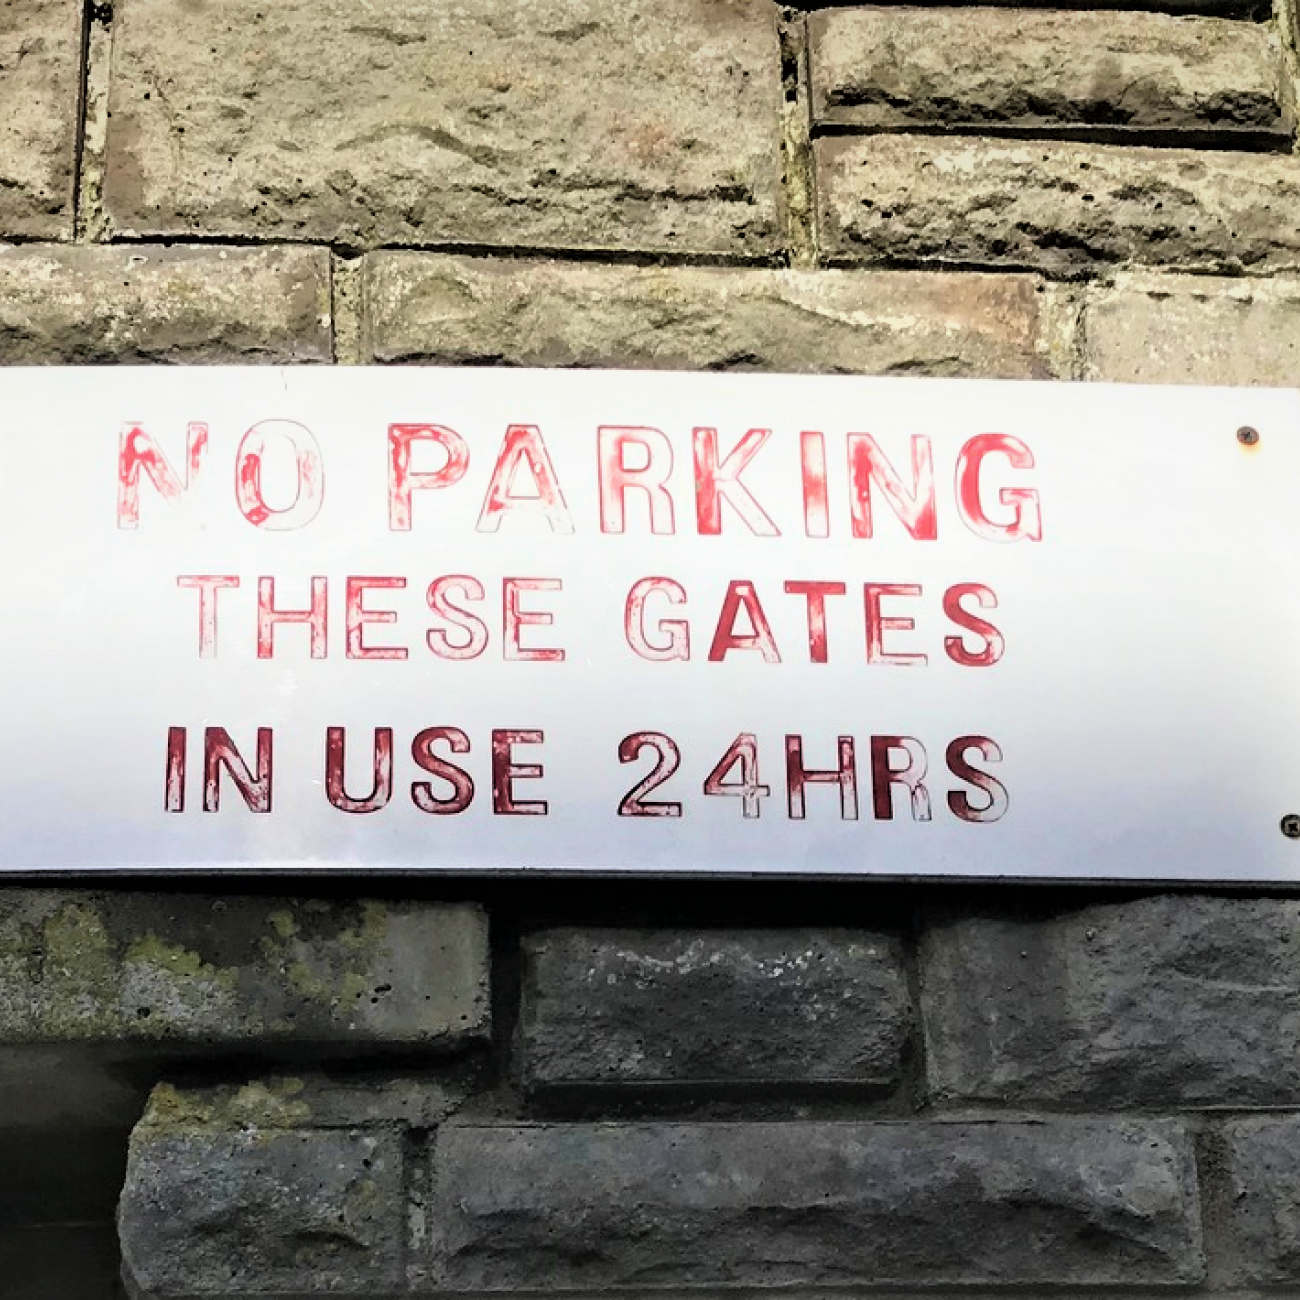 NO PARKING
THESE GATES
IN USE 24HRS